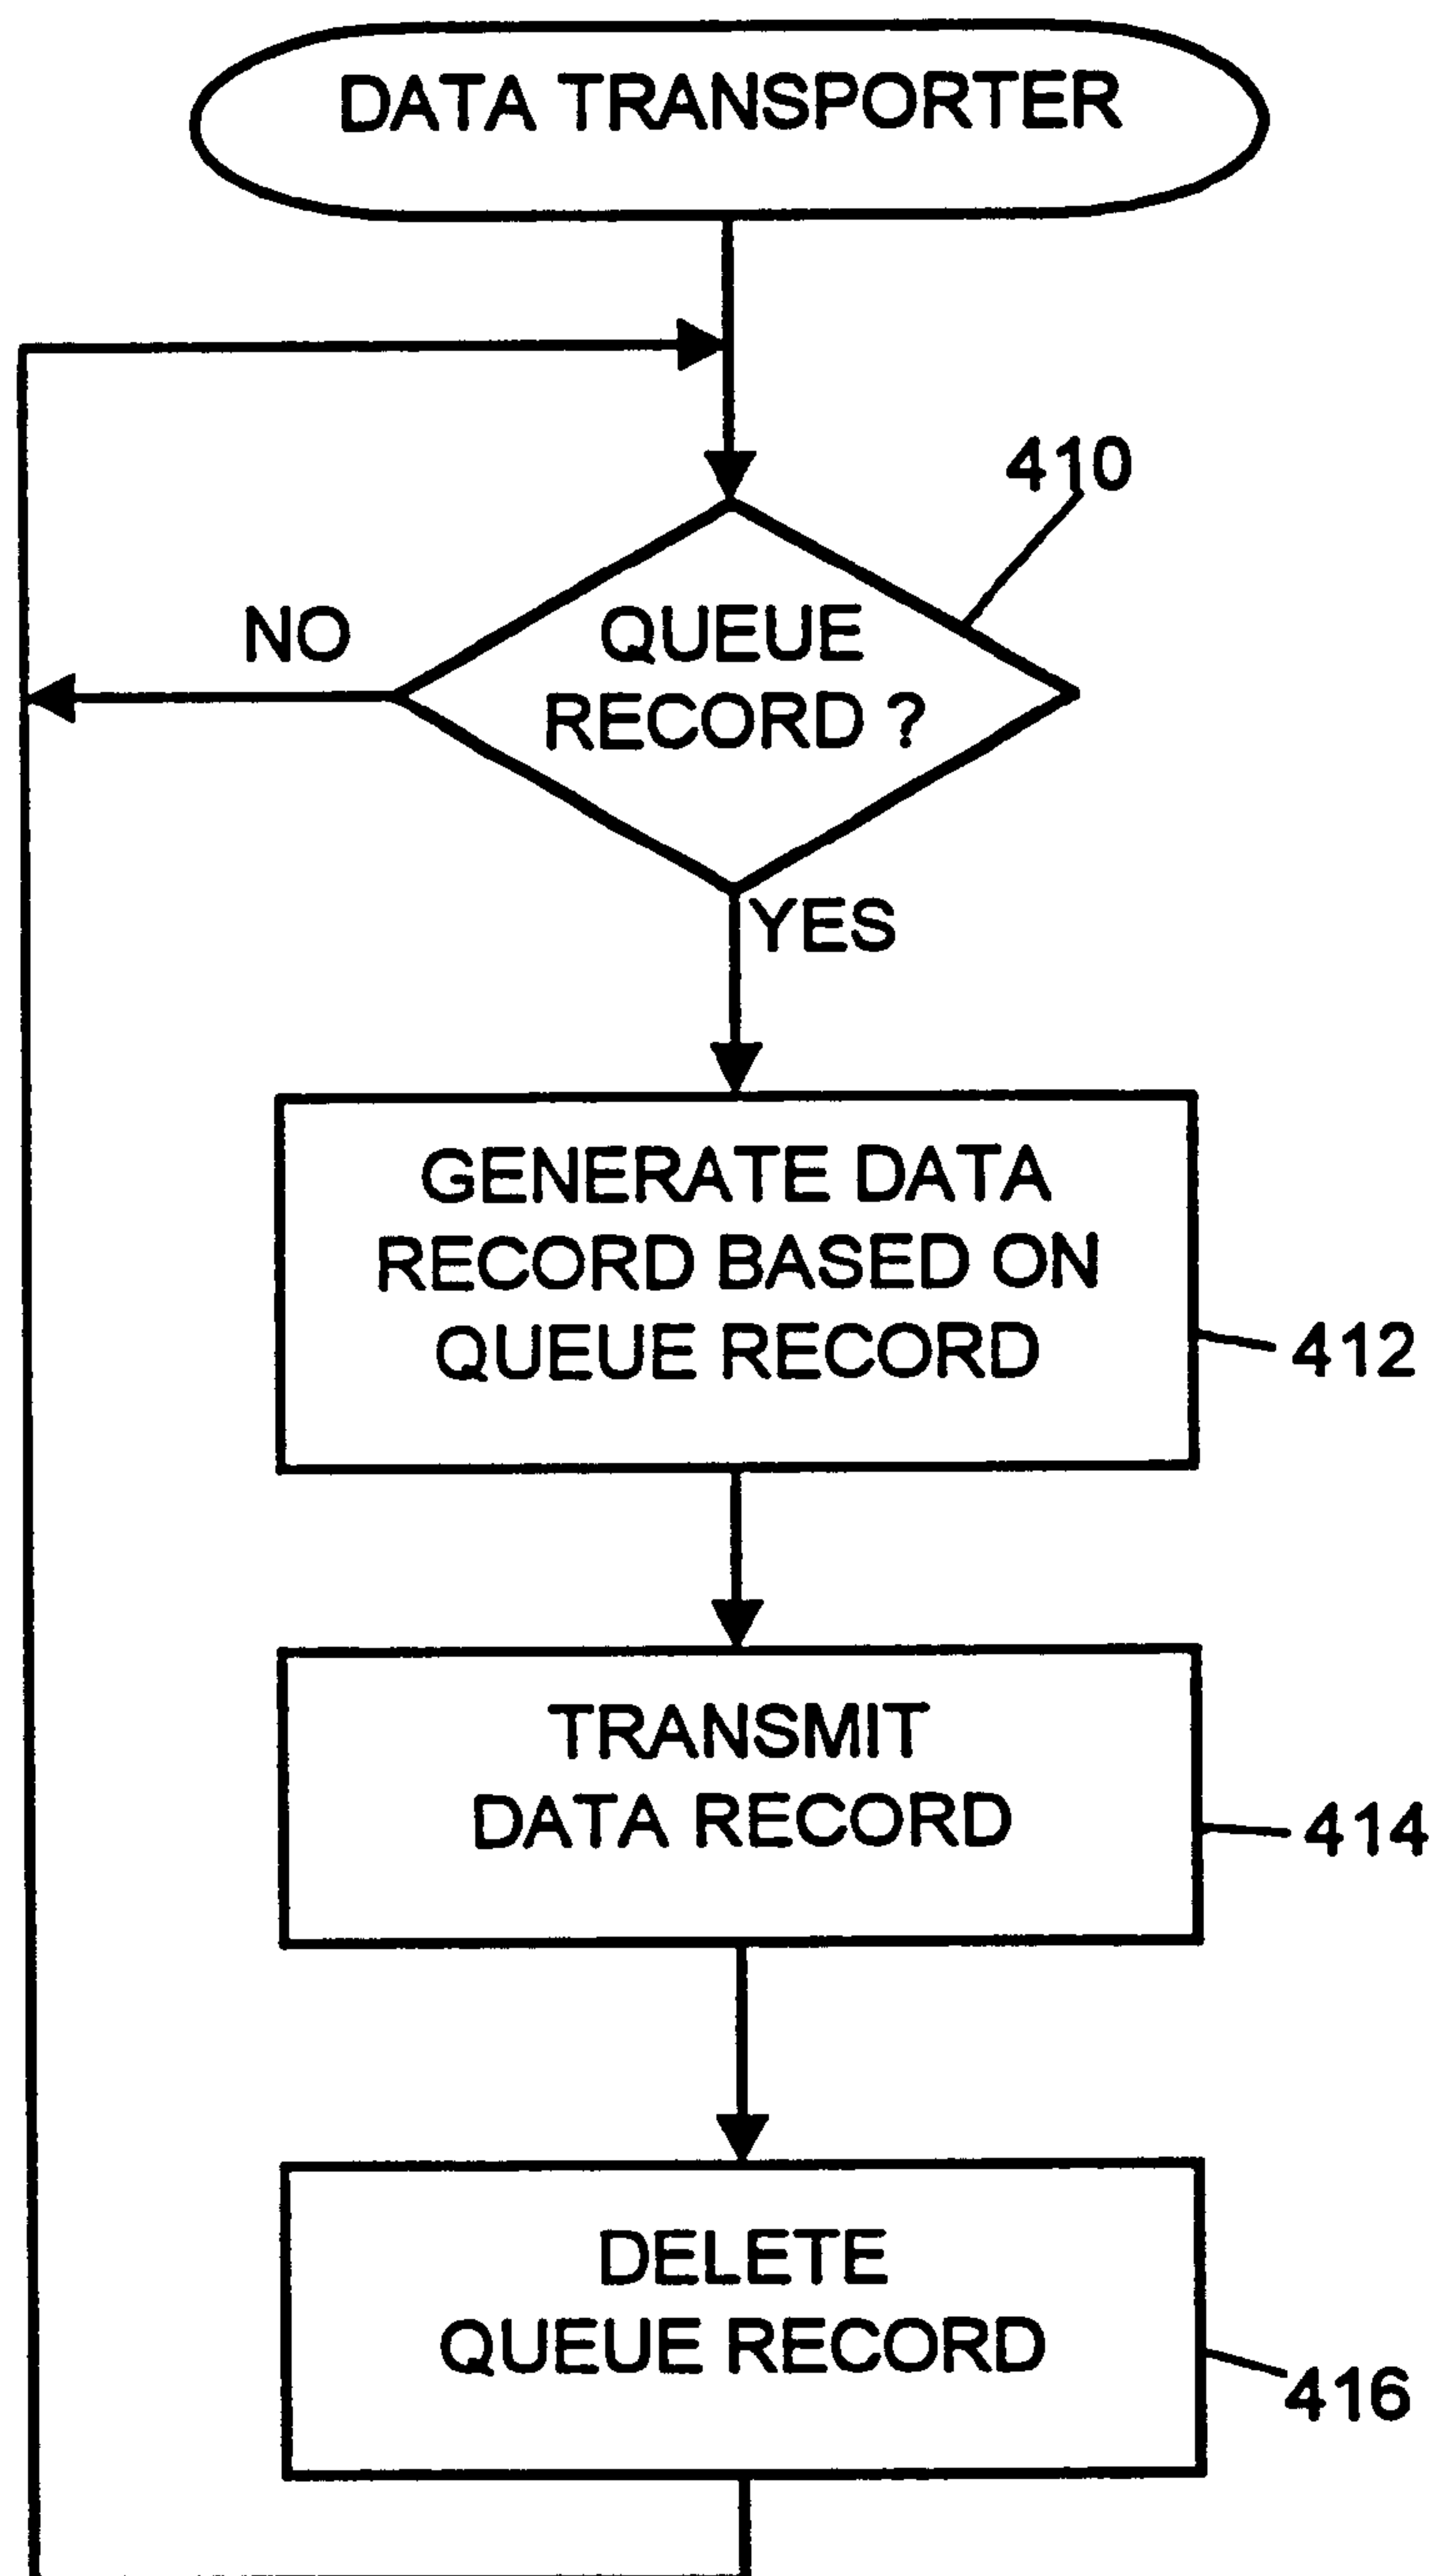 DATA TRANSPORTER
410
NO
QUEUE
RECORD ?
YES
GENERATE DATA
RECORD BASED ON
QUEUE RECORD
412
TRANSMIT
DATA RECORD
414
DELETE
QUEUE RECORD
416